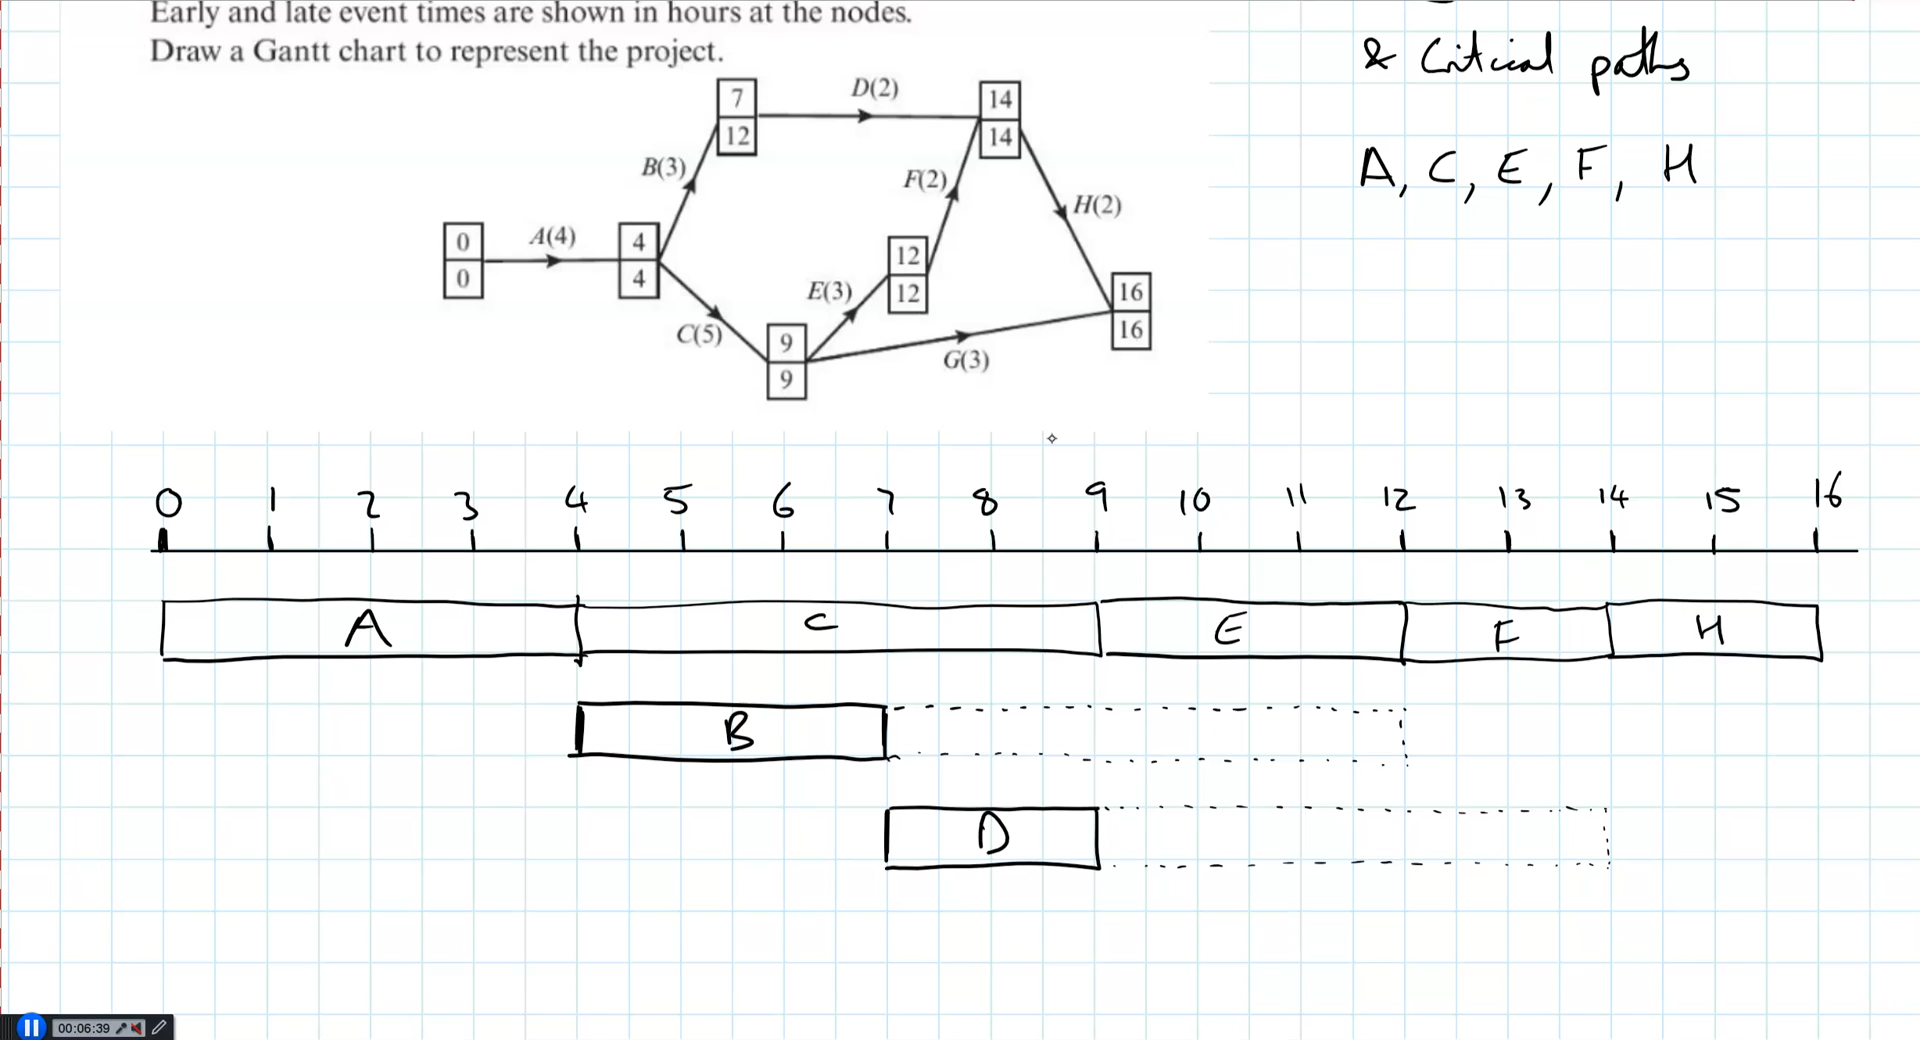 Early and late event times are shown in hours at the nodes.
Draw a Gantt chart to represent the project.
& Critical paths
A, C, E, F, H
7
12
D(2)
14
14
B(3)
F(2)
H(2)
0
0
A(4)
4
4
12
12
E(3)
16
16
C(5)
9
9
G(3)
0 1 2 3 4 5 6 7 8 9 10 11 12 13 14 15 16
A C E F H
B
D
00:06:39